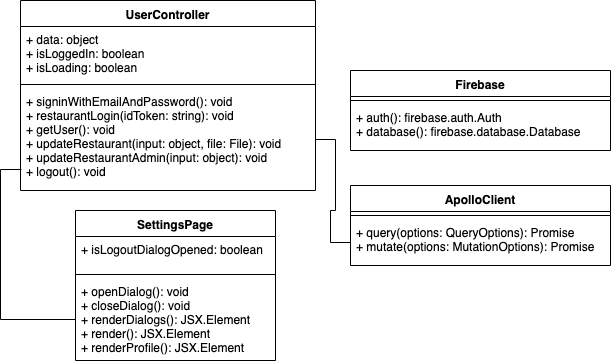 UserController
+ data: object
+ isLoggedIn: boolean
+ isLoading: boolean
+ signinWithEmailAndPassword(): void
+ restaurantLogin(idToken: string): void
+ getUser(): void
+ updateRestaurant(input: object, file: File): void
+ updateRestaurantAdmin(input: object): void
+ logout(): void
Firebase
+ auth(): firebase.auth.Auth
+ database(): firebase.database.Database
ApolloClient
+ query(options: QueryOptions): Promise
+ mutate(options: MutationOptions): Promise
SettingsPage
+ isLogoutDialogOpened: boolean
+ openDialog(): void
+ closeDialog(): void
+ renderDialogs(): JSX.Element
+ render(): JSX.Element
+ renderProfile(): JSX.Element